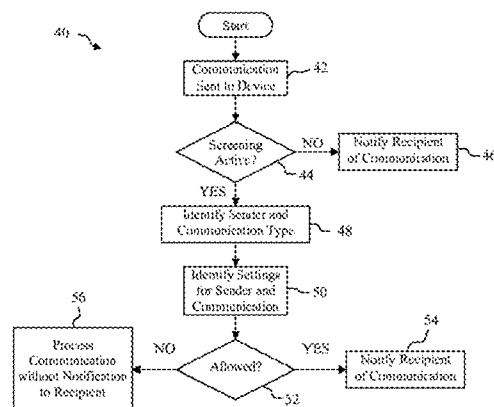 40
Start
Communication
Sent to Device
42
Screening
Active?
44
NO
Notify Recipient
of Communication
46
YES
Identify Sender and
Communication Type
48
Identify Settings
for Sender and
Communication
50
56
Process
Communication
without Notification
to Recipient
NO
Allowed?
52
YES
54
Notify Recipient
of Communication